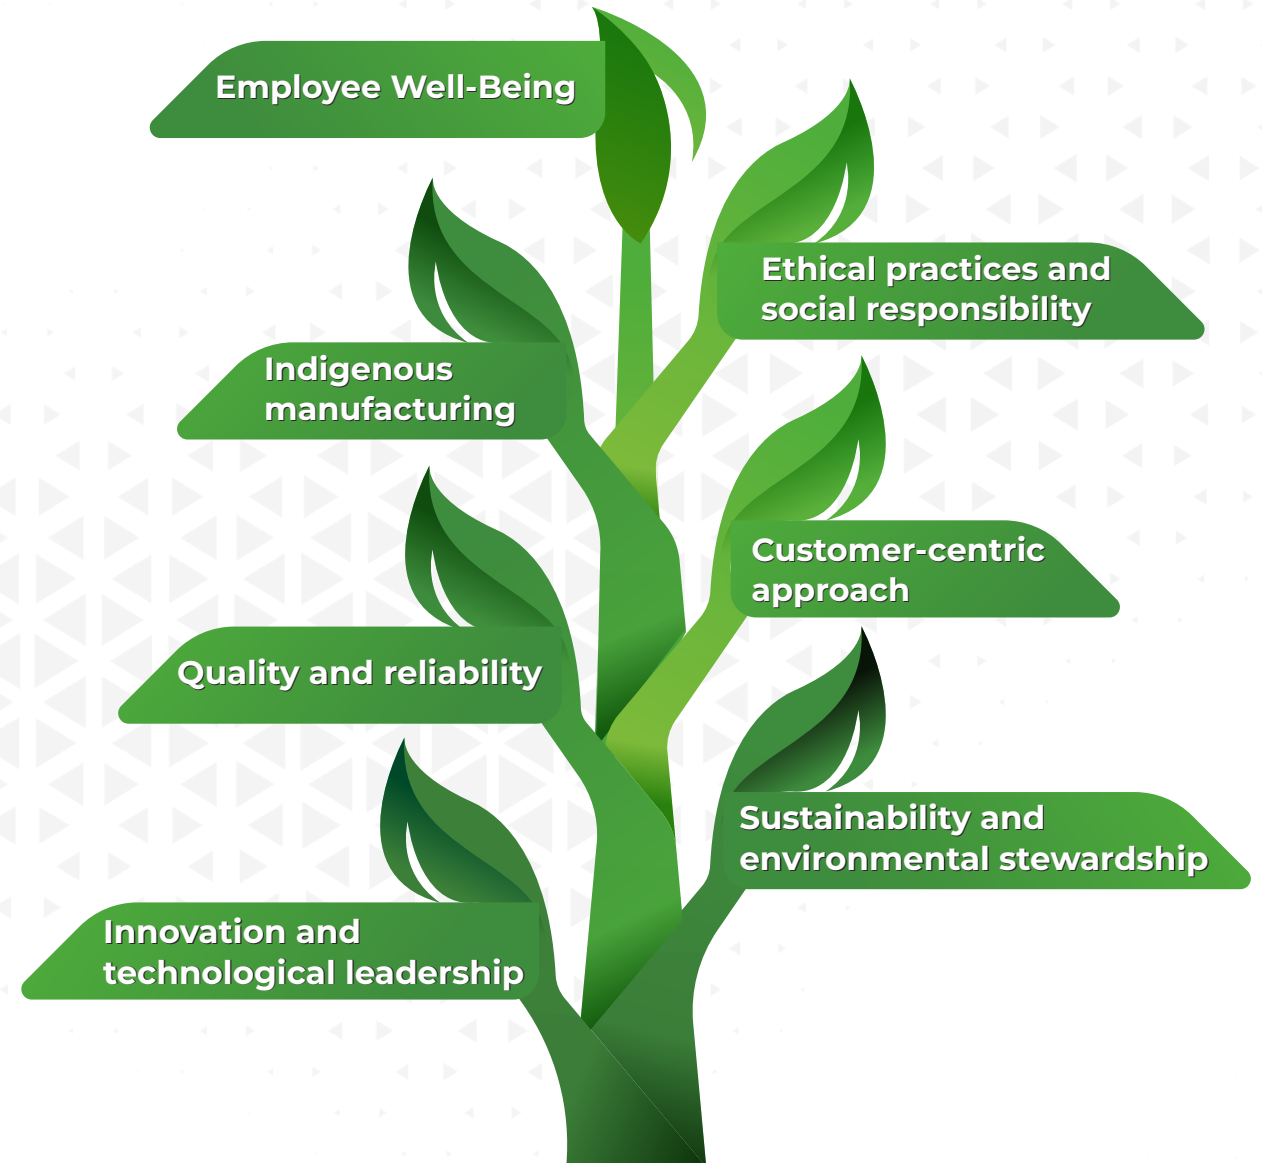 Employee Well-Being
Ethical practices and
social responsibility
Indigenous
manufacturing
Customer-centric
approach
Quality and reliability
Sustainability and
environmental stewardship
Innovation and
technological leadership